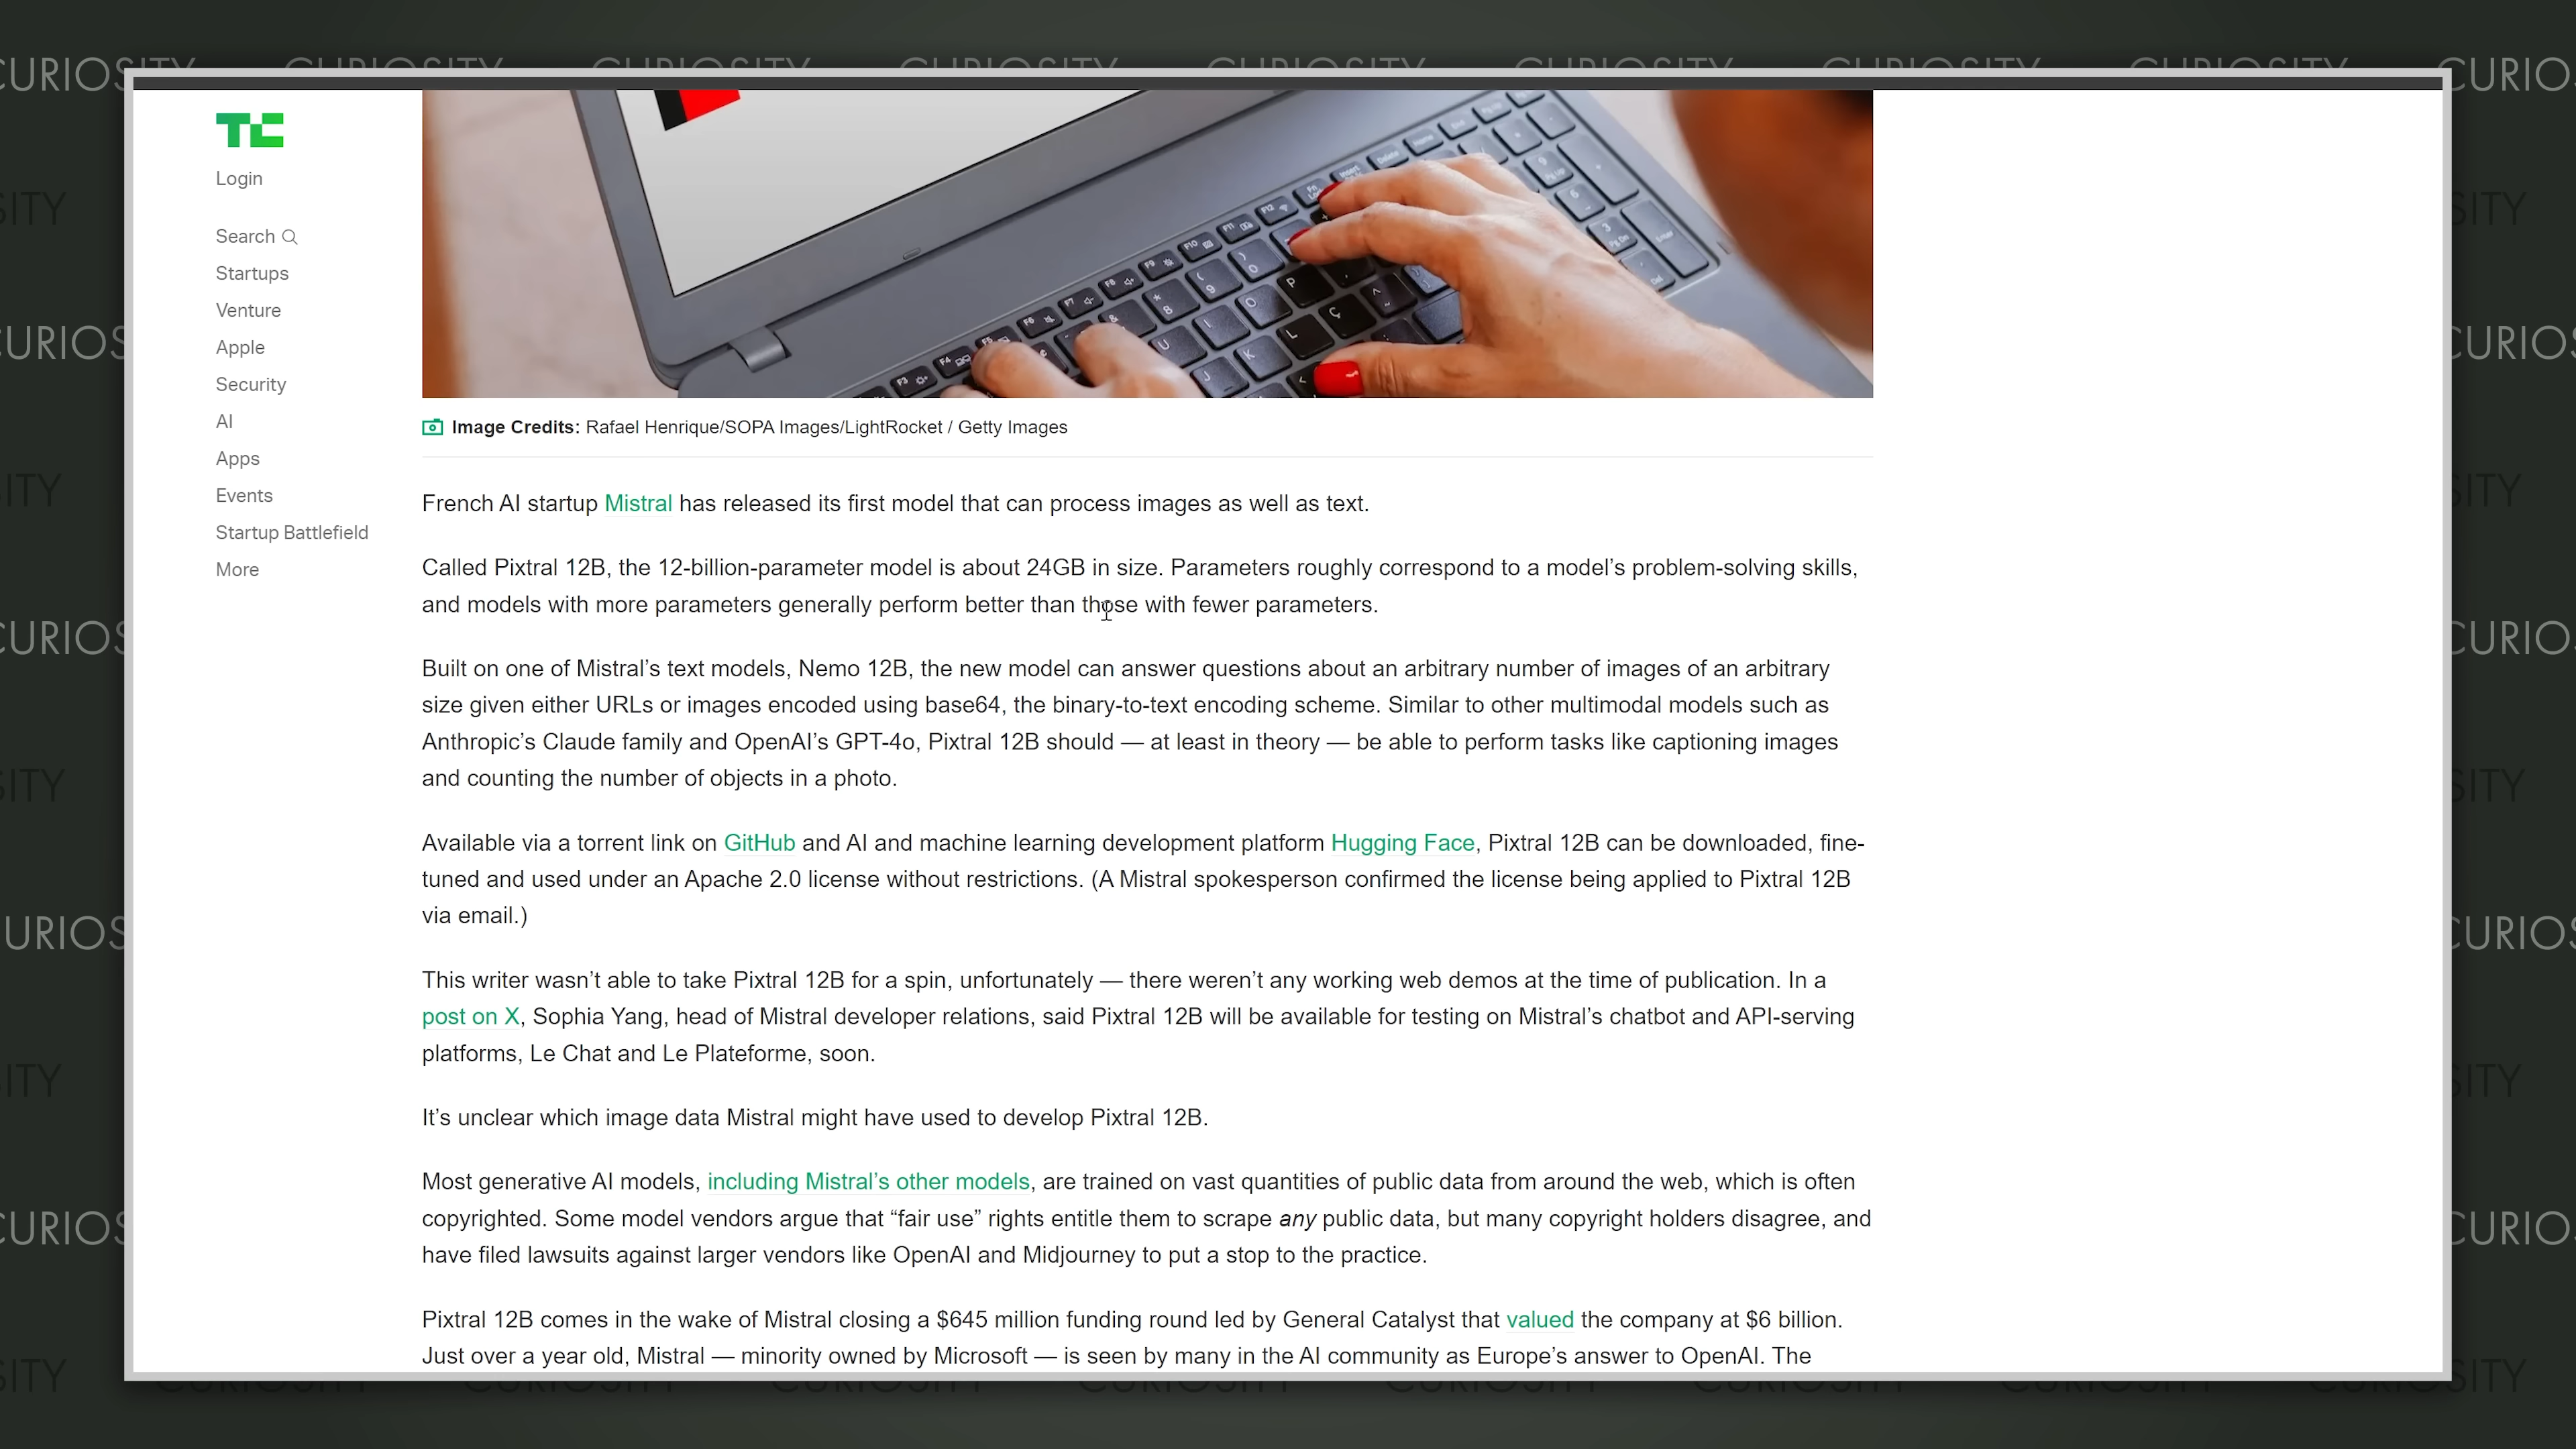 CURIOSITY CURIOSITY CURIOSITY CURIOSITY CURIOSITY CURIOSITY CURIOSITY
TC
Login
Search
Startups
Venture
Apple
Security
AI
Apps
Events
Startup Battlefield
More
Image Credits: Rafael Henrique/SOPA Images/LightRocket / Getty Images
French AI startup Mistral has released its first model that can process images as well as text.
Called Pixtral 12B, the 12-billion-parameter model is about 24GB in size. Parameters roughly correspond to a model’s problem-solving skills,
and models with more parameters generally perform better than those with fewer parameters.
Built on one of Mistral’s text models, Nemo 12B, the new model can answer questions about an arbitrary number of images of an arbitrary
size given either URLs or images encoded using base64, the binary-to-text encoding scheme. Similar to other multimodal models such as
Anthropic’s Claude family and OpenAI’s GPT-4o, Pixtral 12B should — at least in theory — be able to perform tasks like captioning images
and counting the number of objects in a photo.
Available via a torrent link on GitHub and AI and machine learning development platform Hugging Face, Pixtral 12B can be downloaded, fine-
tuned and used under an Apache 2.0 license without restrictions. (A Mistral spokesperson confirmed the license being applied to Pixtral 12B
via email.)
This writer wasn’t able to take Pixtral 12B for a spin, unfortunately — there weren’t any working web demos at the time of publication. In a
post on X, Sophia Yang, head of Mistral developer relations, said Pixtral 12B will be available for testing on Mistral’s chatbot and API-serving
platforms, Le Chat and Le Plateforme, soon.
It’s unclear which image data Mistral might have used to develop Pixtral 12B.
Most generative AI models, including Mistral’s other models, are trained on vast quantities of public data from around the web, which is often
copyrighted. Some model vendors argue that “fair use” rights entitle them to scrape any public data, but many copyright holders disagree, and
have filed lawsuits against larger vendors like OpenAI and Midjourney to put a stop to the practice.
Pixtral 12B comes in the wake of Mistral closing a $645 million funding round led by General Catalyst that valued the company at $6 billion.
Just over a year old, Mistral — minority owned by Microsoft — is seen by many in the AI community as Europe’s answer to OpenAI. The